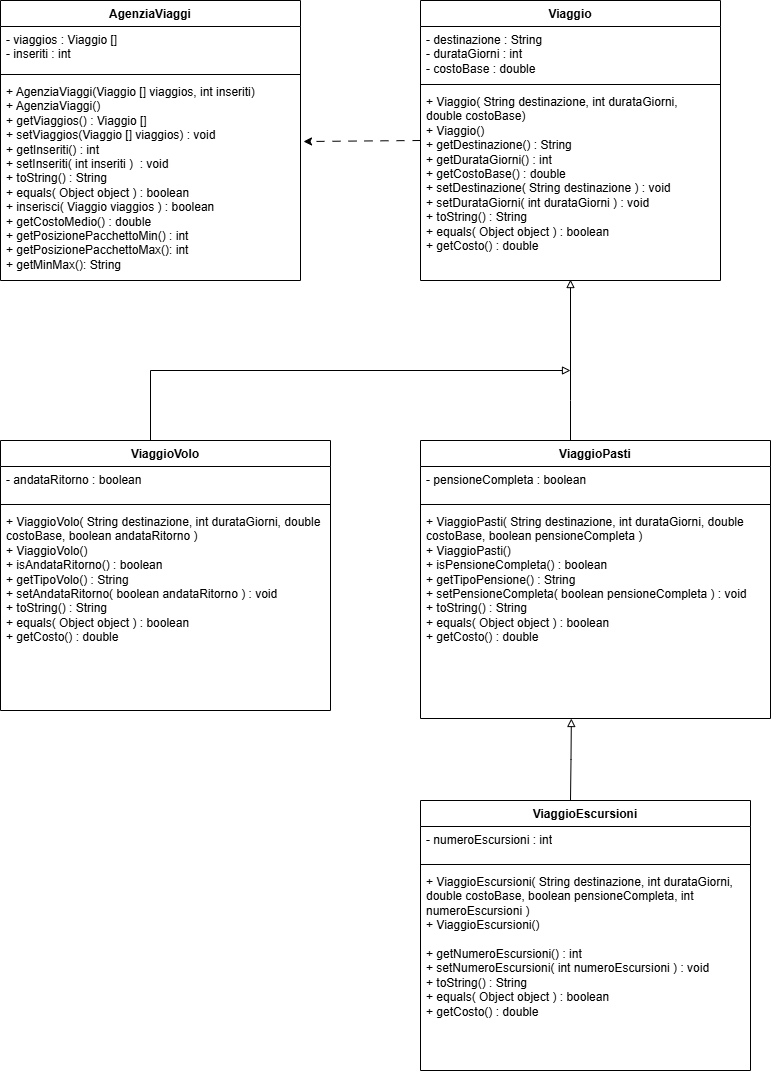 AgenziaViaggi
- viaggios : Viaggio []
- inseriti : int
+ AgenziaViaggi(Viaggio [] viaggios, int inseriti)
+ AgenziaViaggi()
+ getViaggios() : Viaggio []
+ setViaggios(Viaggio [] viaggios) : void
+ getInseriti() : int
+ setInseriti( int inseriti )  : void
+ toString() : String
+ equals( Object object ) : boolean
+ inserisci( Viaggio viaggios ) : boolean
+ getCostoMedio() : double
+ getPosizionePacchettoMin() : int
+ getPosizionePacchettoMax(): int
+ getMinMax(): String
Viaggio
- destinazione : String
- durataGiorni : int
- costoBase : double
+ Viaggio( String destinazione, int durataGiorni,
double costoBase)
+ Viaggio()
+ getDestinazione() : String
+ getDurataGiorni() : int
+ getCostoBase() : double
+ setDestinazione( String destinazione ) : void
+ setDurataGiorni( int durataGiorni ) : void
+ toString() : String
+ equals( Object object ) : boolean
+ getCosto() : double
ViaggioVolo
- andataRitorno : boolean
+ ViaggioVolo( String destinazione, int durataGiorni, double
costoBase, boolean andataRitorno )
+ ViaggioVolo()
+ isAndataRitorno() : boolean
+ getTipoVolo() : String
+ setAndataRitorno( boolean andataRitorno ) : void
+ toString() : String
+ equals( Object object ) : boolean
+ getCosto() : double
ViaggioPasti
- pensioneCompleta : boolean
+ ViaggioPasti( String destinazione, int durataGiorni, double
costoBase, boolean pensioneCompleta )
+ ViaggioPasti()
+ isPensioneCompleta() : boolean
+ getTipoPensione() : String
+ setPensioneCompleta( boolean pensioneCompleta ) : void
+ toString() : String
+ equals( Object object ) : boolean
+ getCosto() : double
ViaggioEscursioni
- numeroEscursioni : int
+ ViaggioEscursioni( String destinazione, int durataGiorni,
double costoBase, boolean pensioneCompleta, int
numeroEscursioni )
+ ViaggioEscursioni()
+ getNumeroEscursioni() : int
+ setNumeroEscursioni( int numeroEscursioni ) : void
+ toString() : String
+ equals( Object object ) : boolean
+ getCosto() : double